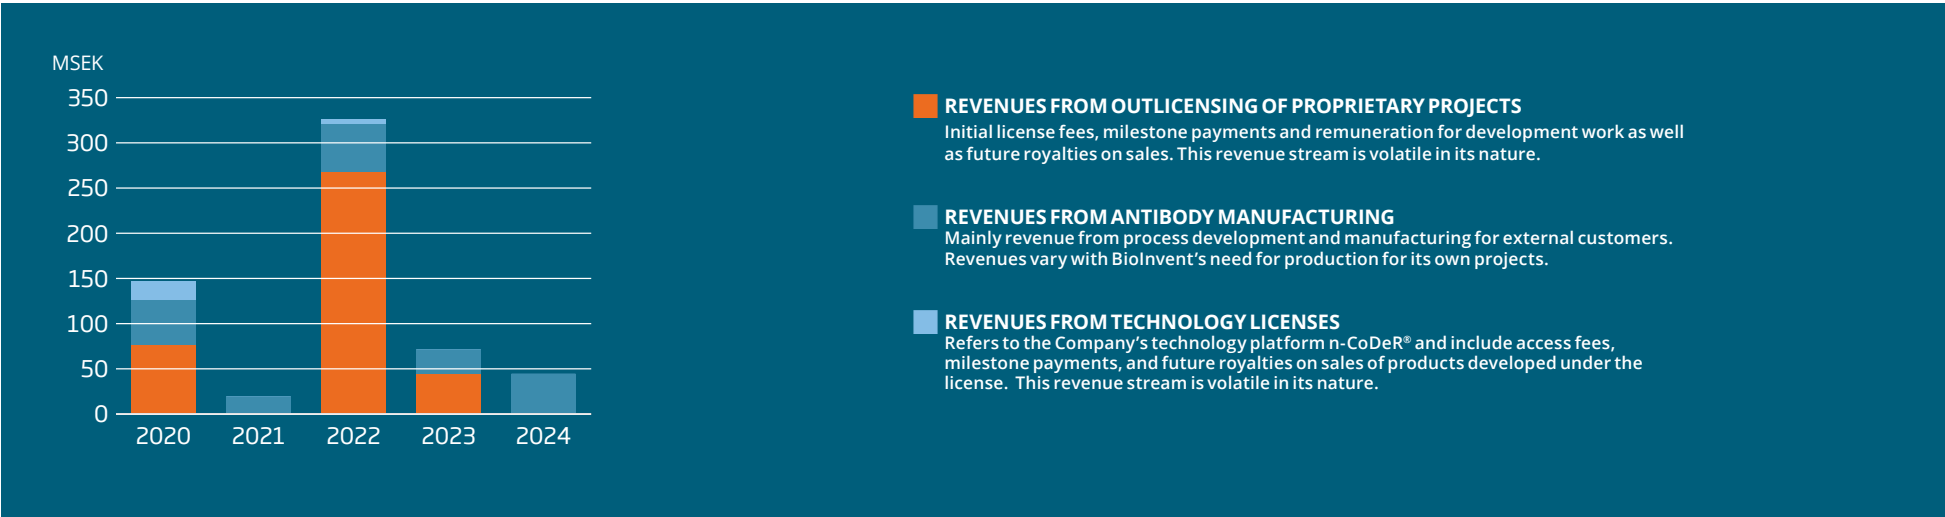 MSEK
350
300
250
200
150
100
50
0
2020 2021 2022 2023 2024
REVENUES FROM OUTLICENSING OF PROPRIETARY PROJECTS
Initial license fees, milestone payments and remuneration for development work as well
as future royalties on sales. This revenue stream is volatile in its nature.
REVENUES FROM ANTIBODY MANUFACTURING
Mainly revenue from process development and manufacturing for external customers.
Revenues vary with BioInvent’s need for production for its own projects.
REVENUES FROM TECHNOLOGY LICENSES
Refers to the Company’s technology platform n-CoDeR® and include access fees,
milestone payments, and future royalties on sales of products developed under the
license. This revenue stream is volatile in its nature.